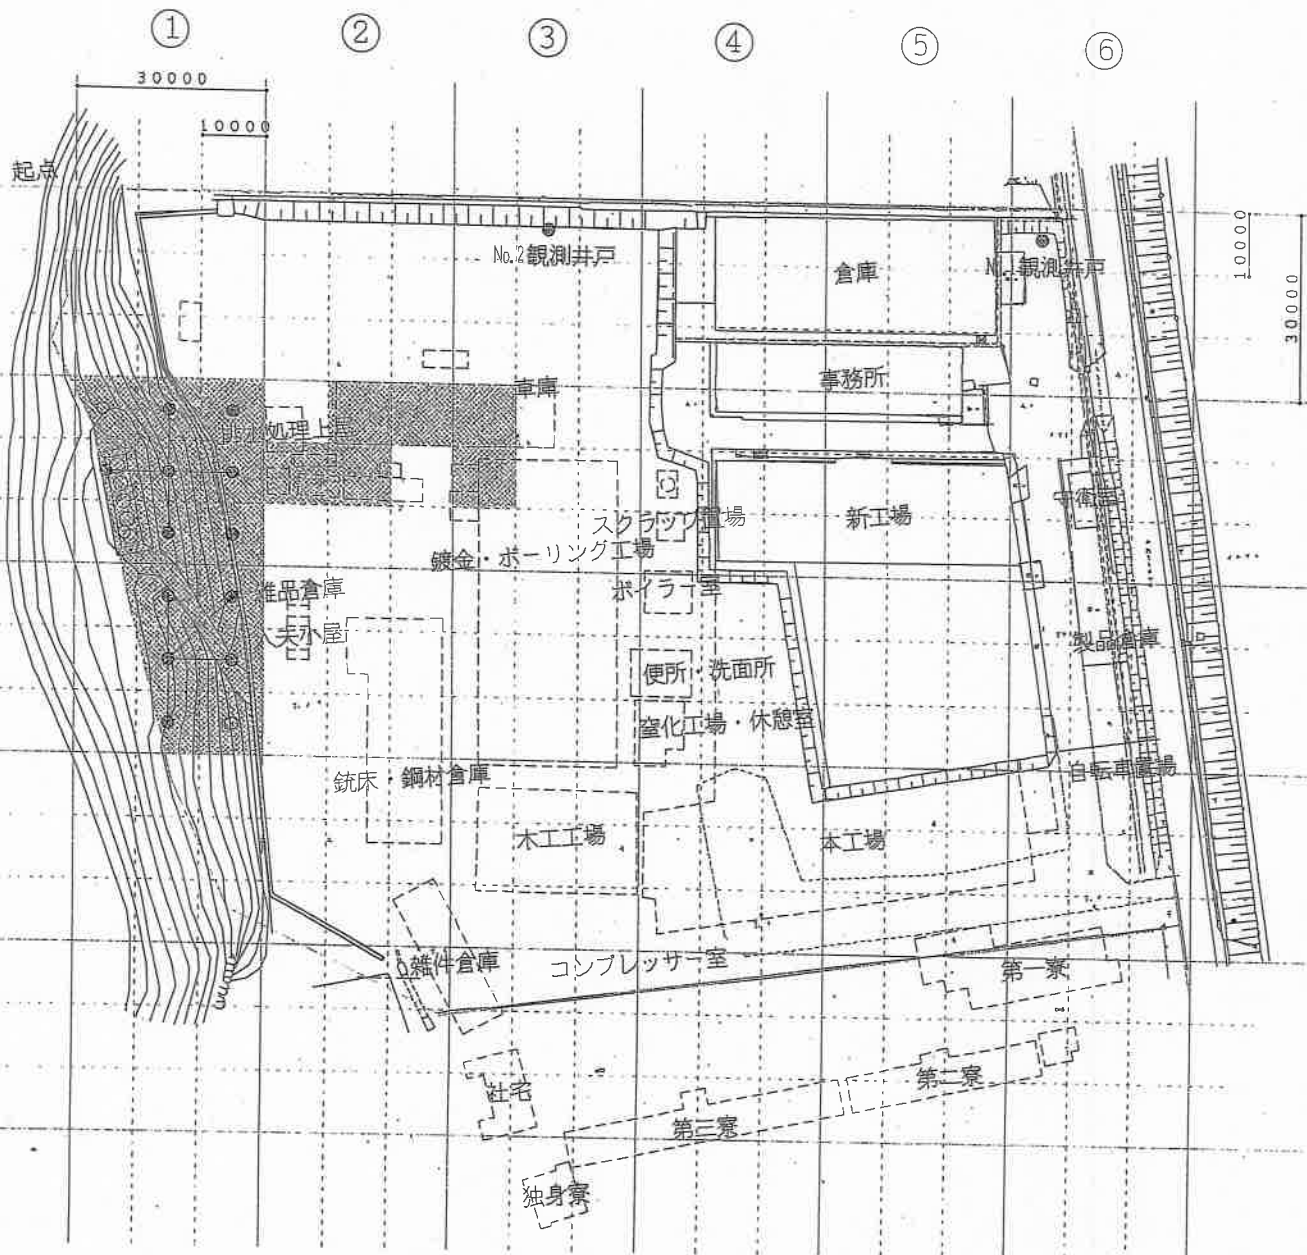 ①
②
③
④
⑤
⑥
30000
10000
起点
No.2観測井戸
倉庫
観測井戸
10000
30000
事務所
車庫
処理上屋
スクラップ置場
新工場
守衛室
鍍金・ボーリング工場
ボイラー室
雑品倉庫
人夫小屋
製品倉庫
便所・洗面所
窒化工場・休憩室
銃床・鋼材倉庫
自転車置場
木工工場
本工場
雑件倉庫
コンプレッサー室
第一寮
社宅
第二寮
第三寮
独身寮